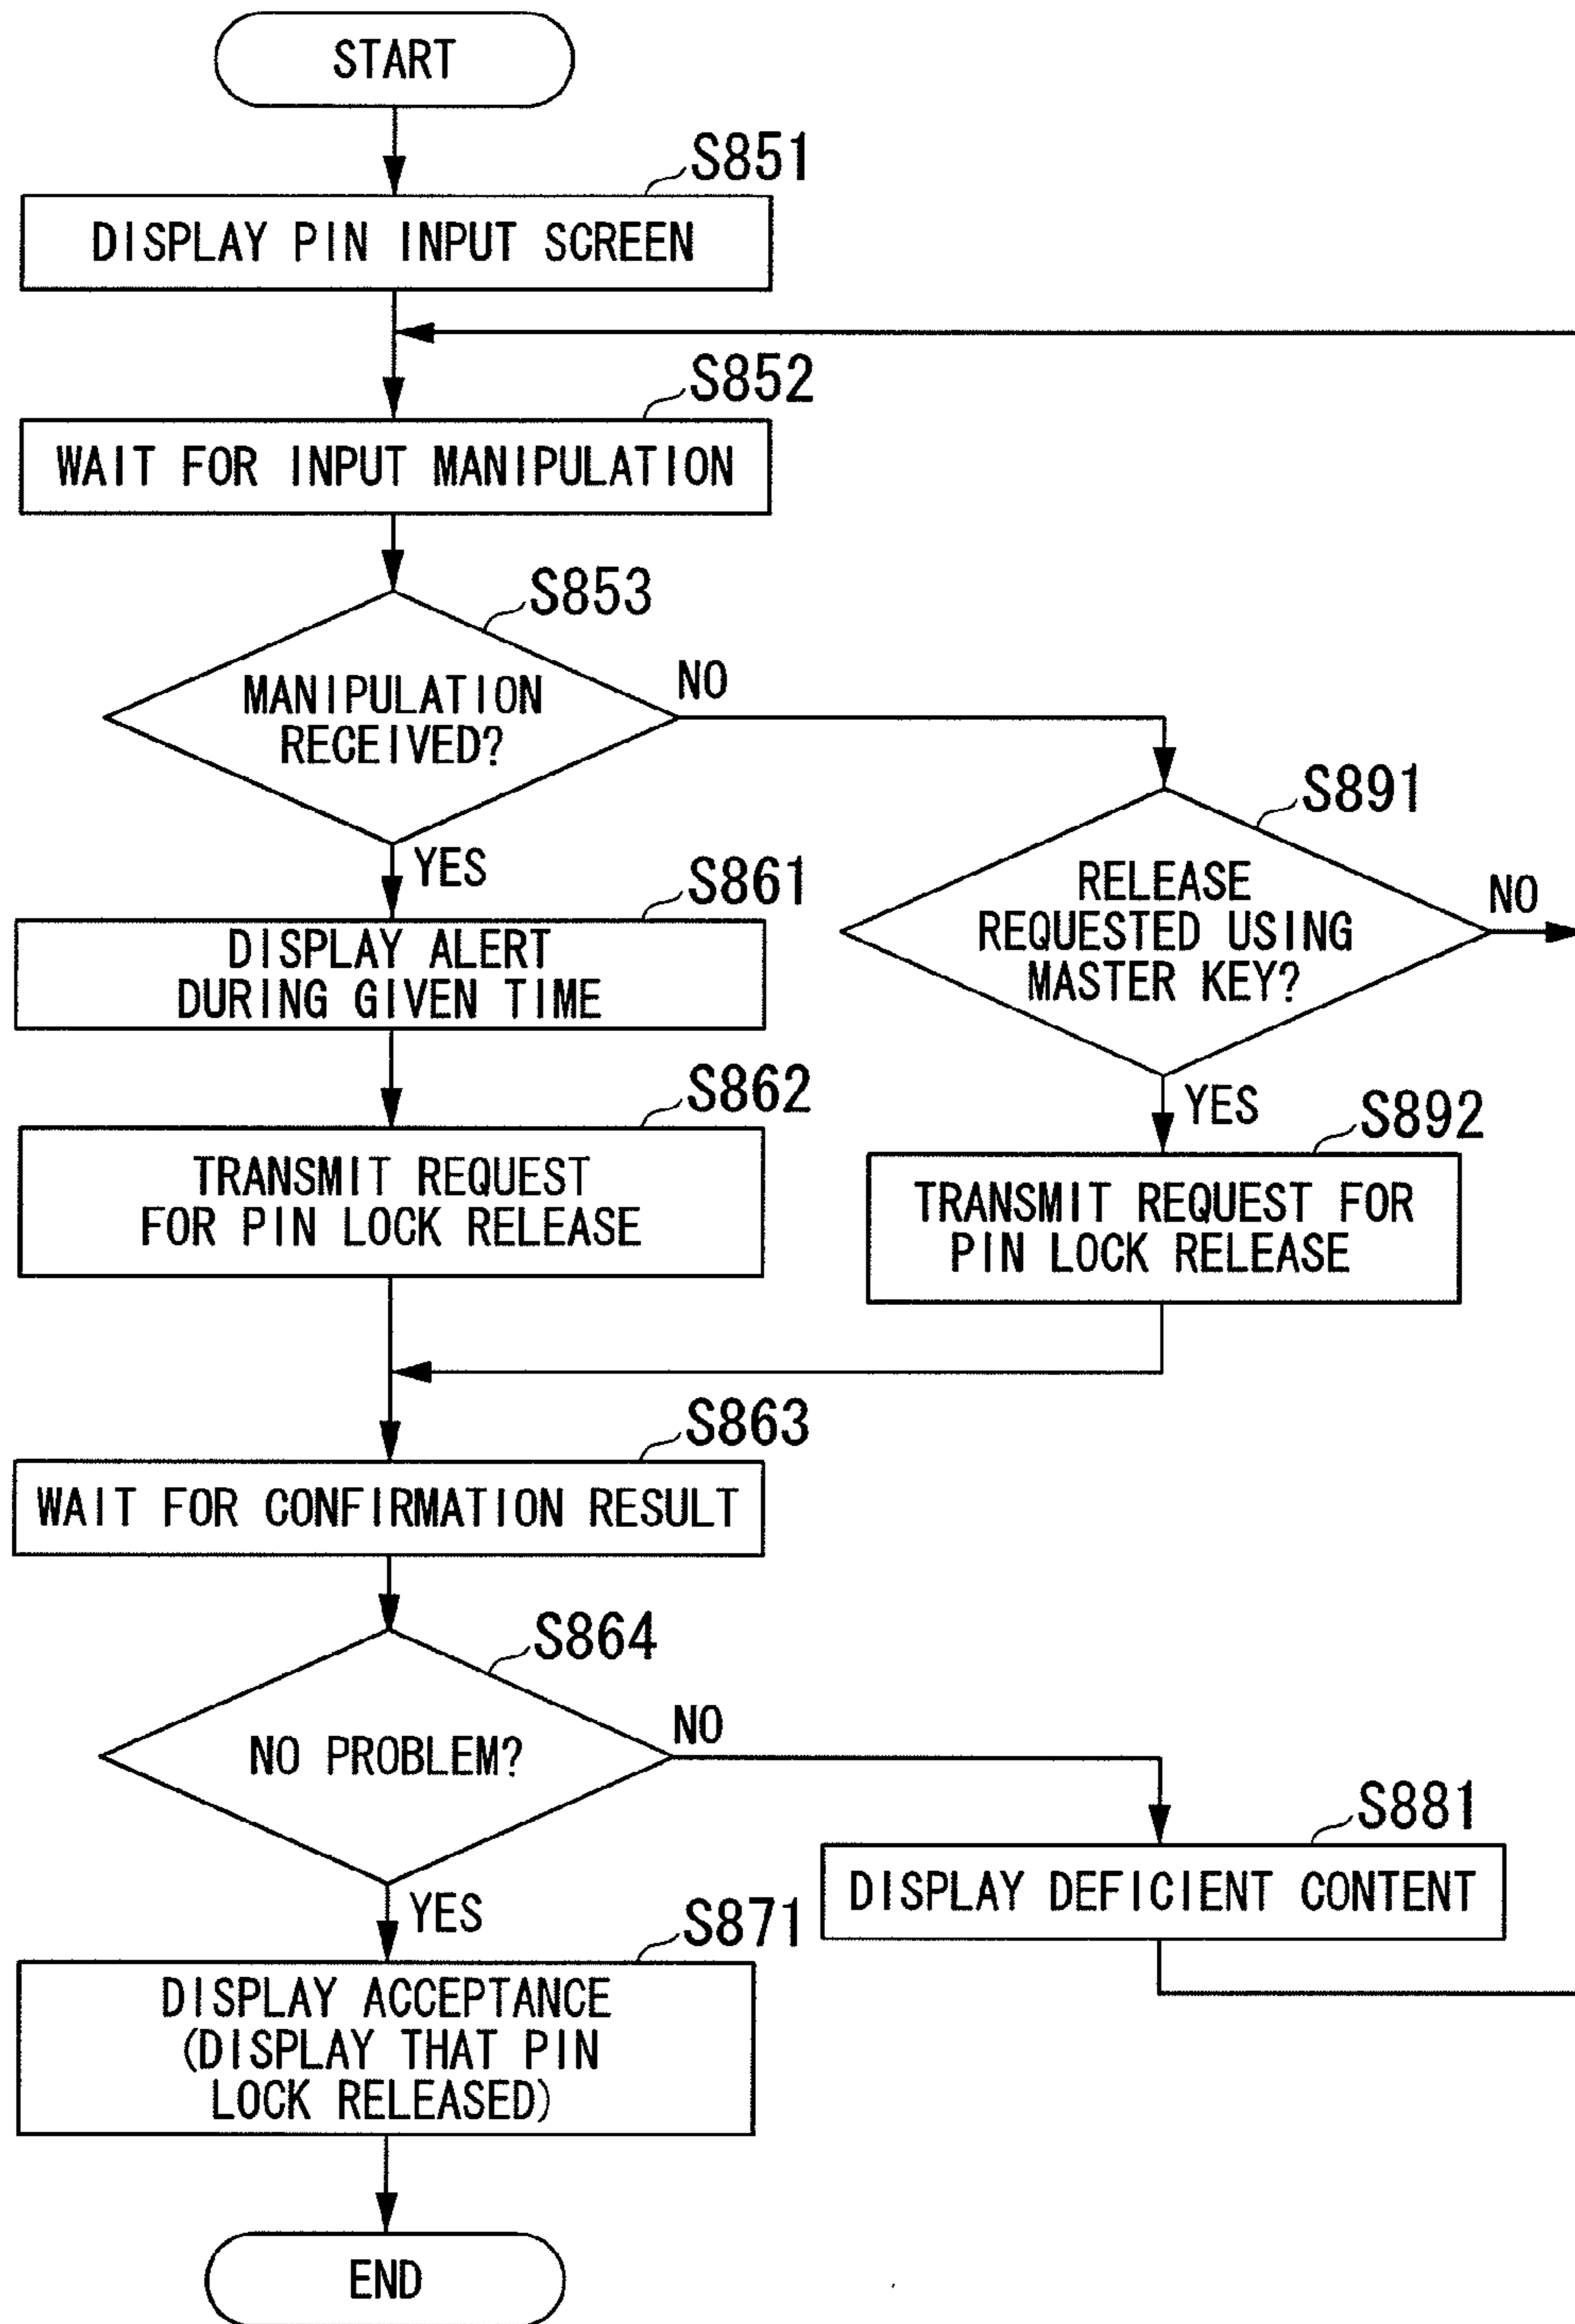 START
S851
DISPLAY PIN INPUT SCREEN
S852
WAIT FOR INPUT MANIPULATION
S853
MANIPULATION
RECEIVED?
NO
YES
S891
RELEASE
REQUESTED USING
MASTER KEY?
NO
YES
S861
DISPLAY ALERT
DURING GIVEN TIME
S862
TRANSMIT REQUEST
FOR PIN LOCK RELEASE
S892
TRANSMIT REQUEST FOR
PIN LOCK RELEASE
S863
WAIT FOR CONFIRMATION RESULT
S864
NO PROBLEM?
NO
YES
S881
DISPLAY DEFICIENT CONTENT
S871
DISPLAY ACCEPTANCE
(DISPLAY THAT PIN
LOCK RELEASED)
END